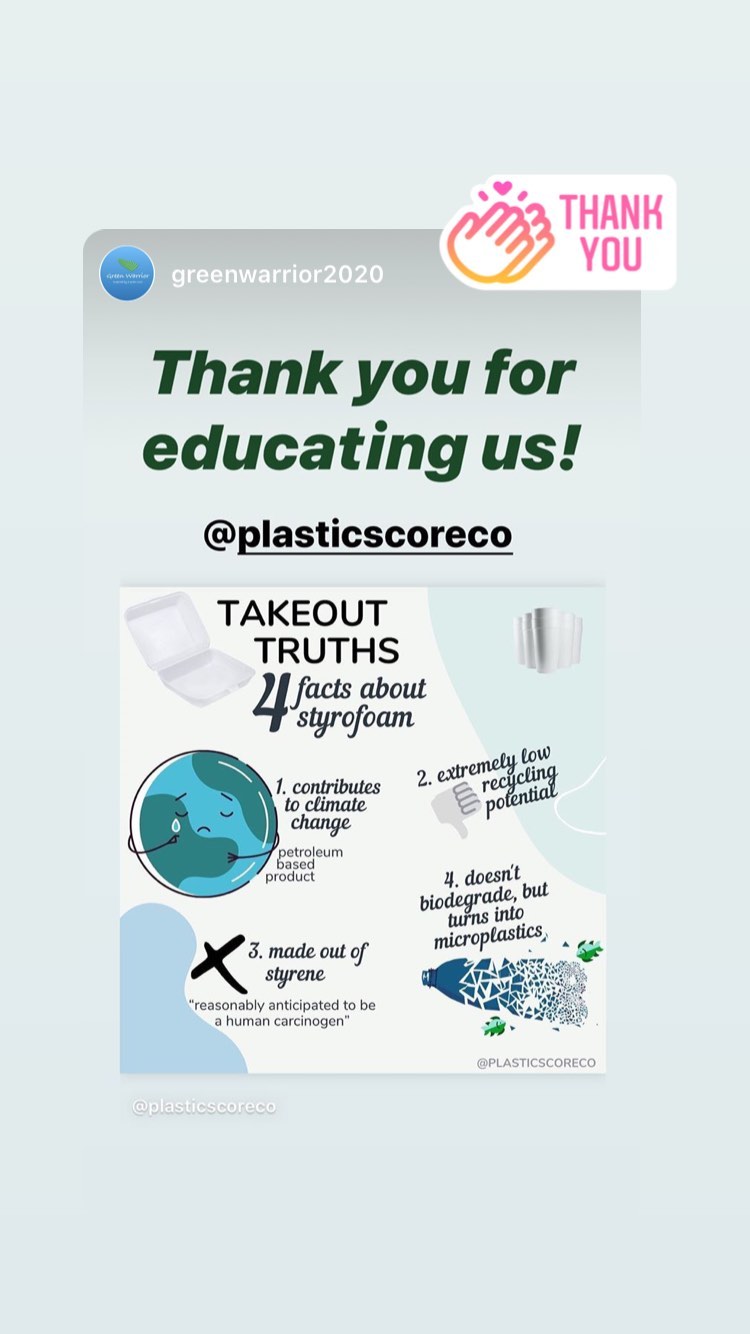 THANK
YOU
Green Warrior
greenwarrior2020
Thank you for
educating us!
@plasticscoreco
TAKEOUT
TRUTHS
4 facts about
styrofoam
1. contributes
to climate
change
petroleum
based
product
2. extremely low
recycling
potential
3. made out of
styrene
"reasonably anticipated to be
a human carcinogen"
4. doesn't
biodegrade, but
turns into
microplastics
@PLASTICSCORECO
@plasticscoreco